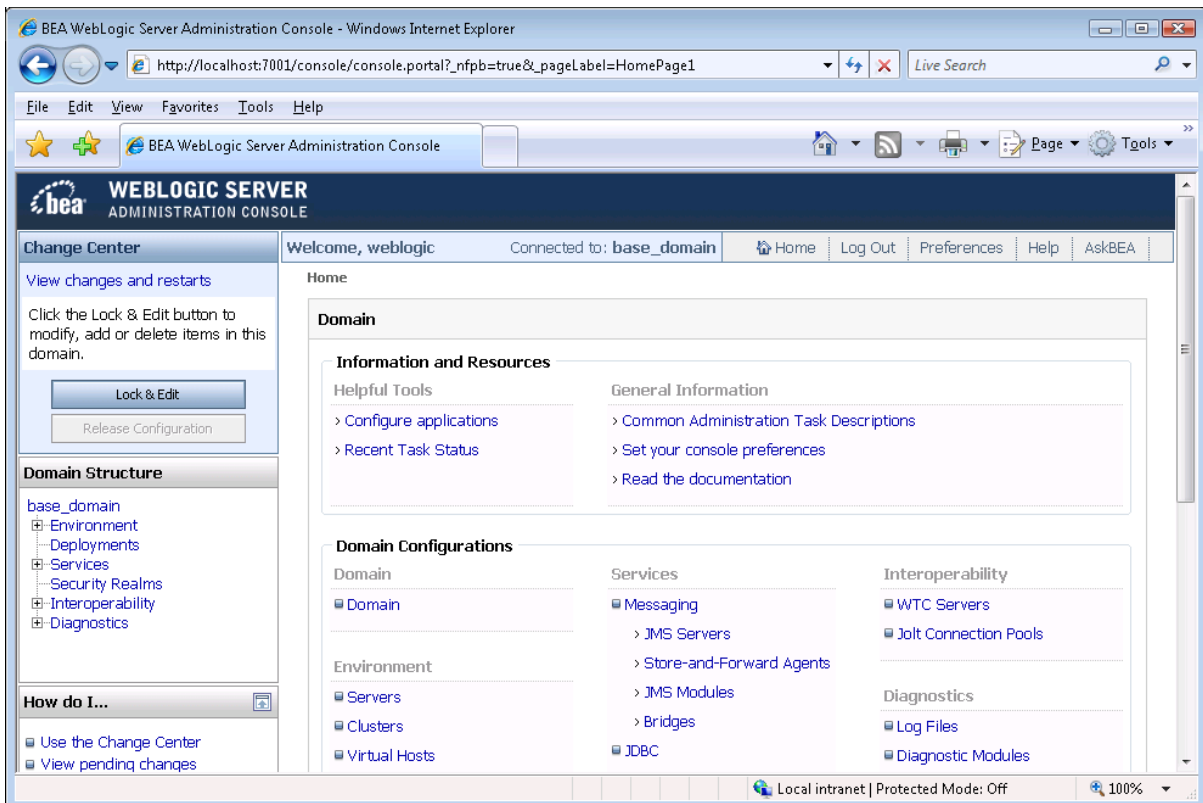 BEA WebLogic Server Administration Console - Windows Internet Explorer
http://localhost:7001/console/console.portal?_nfpb=true&_pageLabel=HomePage1
Live Search
File Edit View Favorites Tools Help
BEA WebLogic Server Administration Console
Page Tools
bea
WEBLOGIC SERVER
ADMINISTRATION CONSOLE
Change Center
View changes and restarts
Click the Lock & Edit button to
modify, add or delete items in this
domain.
Lock & Edit
Release Configuration
Domain Structure
base_domain
Environment
Deployments
Services
Security Realms
Interoperability
Diagnostics
How do I...
Use the Change Center
View pending changes
Welcome, weblogic
Connected to: base_domain
Home Log Out Preferences Help AskBEA
Home
Domain
Information and Resources
Helpful Tools
> Configure applications
> Recent Task Status
General Information
> Common Administration Task Descriptions
> Set your console preferences
> Read the documentation
Domain Configurations
Domain
Domain
Environment
Servers
Clusters
Virtual Hosts
Services
Messaging
> JMS Servers
> Store-and-Forward Agents
> JMS Modules
> Bridges
JDBC
Interoperability
WTC Servers
Jolt Connection Pools
Diagnostics
Log Files
Diagnostic Modules
Local intranet | Protected Mode: Off
100%